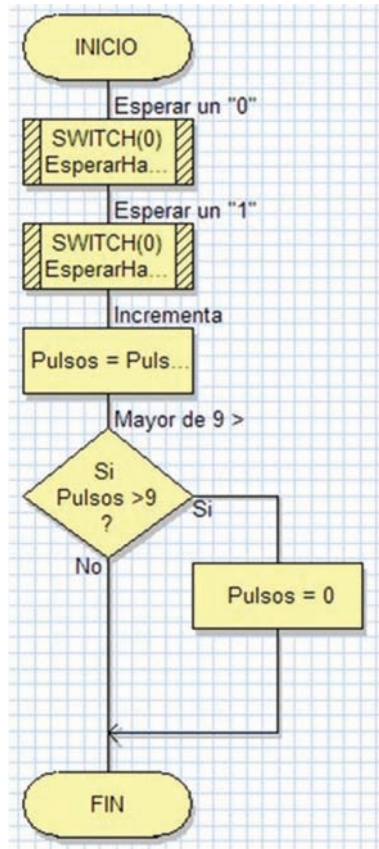 INICIO
Esperar un "0"
SWITCH(0)
EsperarHa...
Esperar un "1"
SWITCH(0)
EsperarHa...
Incrementa
Pulsos = Puls...
Mayor de 9 >
Si
Pulsos >9
?
Si
No
Pulsos = 0
FIN